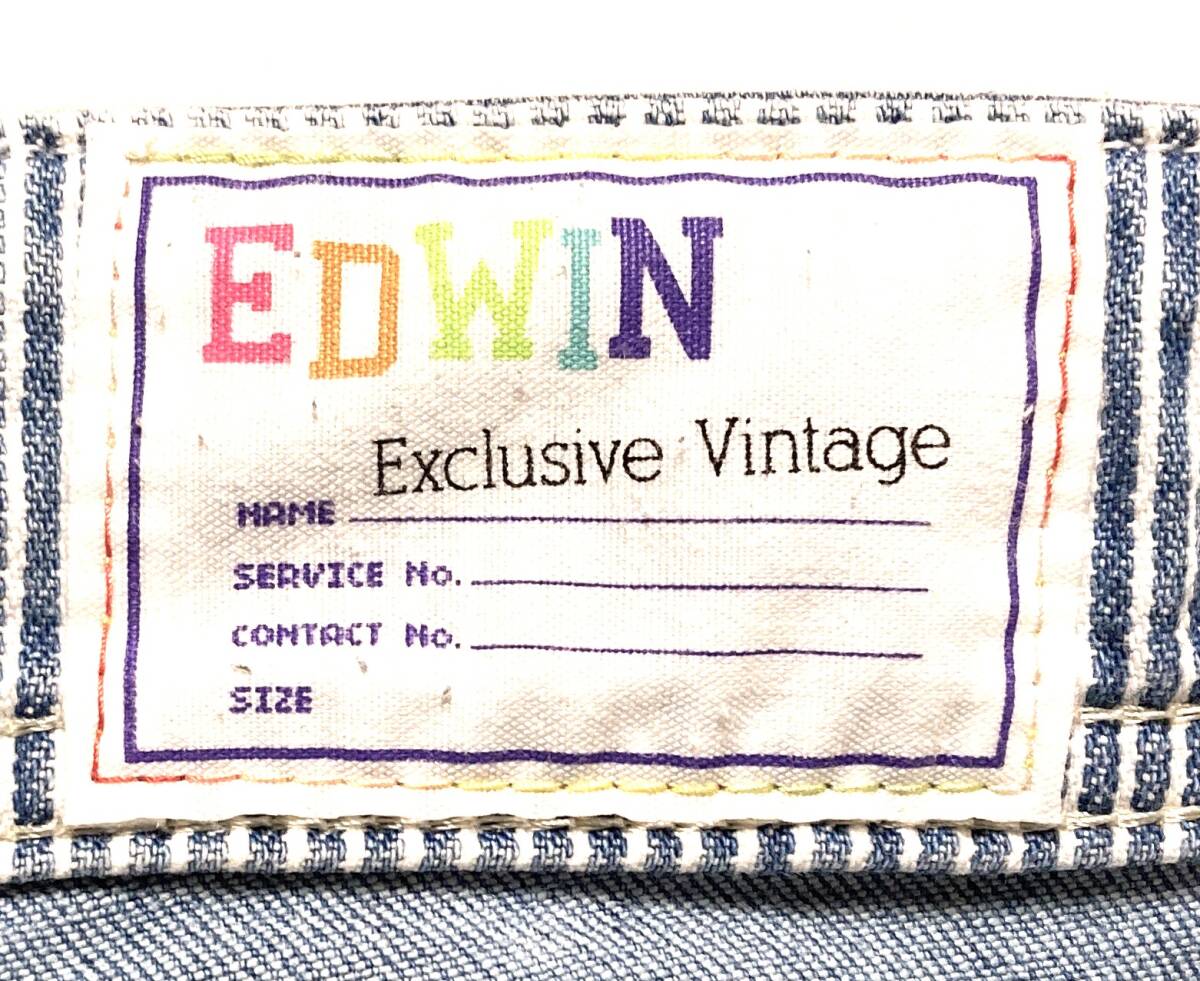 EDWIN
Exclusive Vintage
NAME
SERVICE No.
CONTACT No.
SIZE